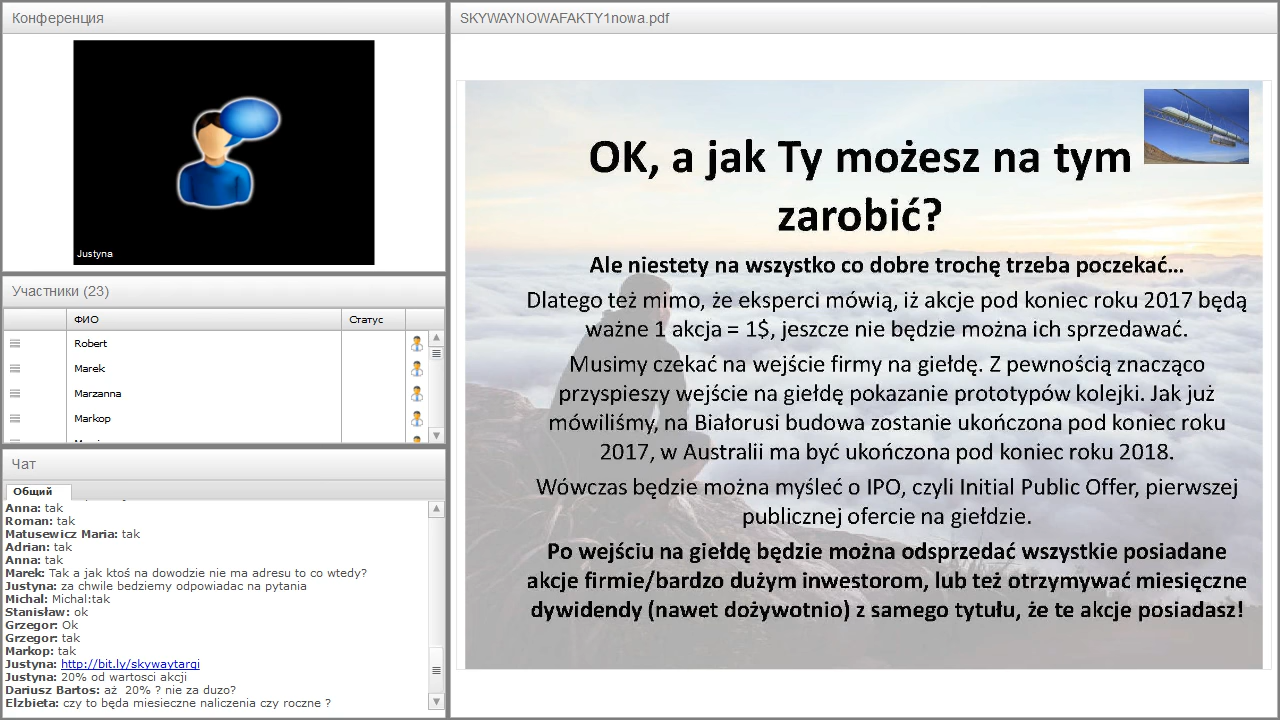 Конференция
Justyna
Участники (23)
ФИО
Статус
Robert
Marek
Marzanna
Markop
Чат
Общий
Anna: tak
Roman: tak
Matusewicz Maria: tak
Adrian: tak
Anna: tak
Marek: Tak a jak ktoś na dowodzie nie ma adresu to co wtedy?
Justyna: za chwile bedziemy odpowiadac na pytania
Michal: Michal:tak
Stanisław: ok
Grzegor: Ok
Grzegor: tak
Markop: tak
Justyna: http://bit.ly/skywaytargi
Justyna: 20% od wartosci akcji
Dariusz Bartos: aż 20% ? nie za duzo?
Elzbieta: czy to będa miesieczne naliczenia czy roczne ?
SKYWAYNOWAFAKTY1nowa.pdf
OK, a jak Ty możesz na tym
zarobić?
Ale niestety na wszystko co dobre trochę trzeba poczekać…
Dlatego też mimo, że eksperci mówią, iż akcje pod koniec roku 2017 będą
ważne 1 akcja = 1$, jeszcze nie będzie można ich sprzedawać.
Musimy czekać na wejście firmy na giełdę. Z pewnością znacząco
przyspieszy wejście na giełdę pokazanie prototypów kolejki. Jak już
mówiliśmy, na Białorusi budowa zostanie ukończona pod koniec roku
2017, w Australii ma być ukończona pod koniec roku 2018.
Wówczas będzie można myśleć o IPO, czyli Initial Public Offer, pierwszej
publicznej ofercie na giełdzie.
Po wejściu na giełdę będzie można odsprzedać wszystkie posiadane
akcje firmie/bardzo dużym inwestorom, lub też otrzymywać miesięczne
dywidendy (nawet dożywotnio) z samego tytułu, że te akcje posiadasz!